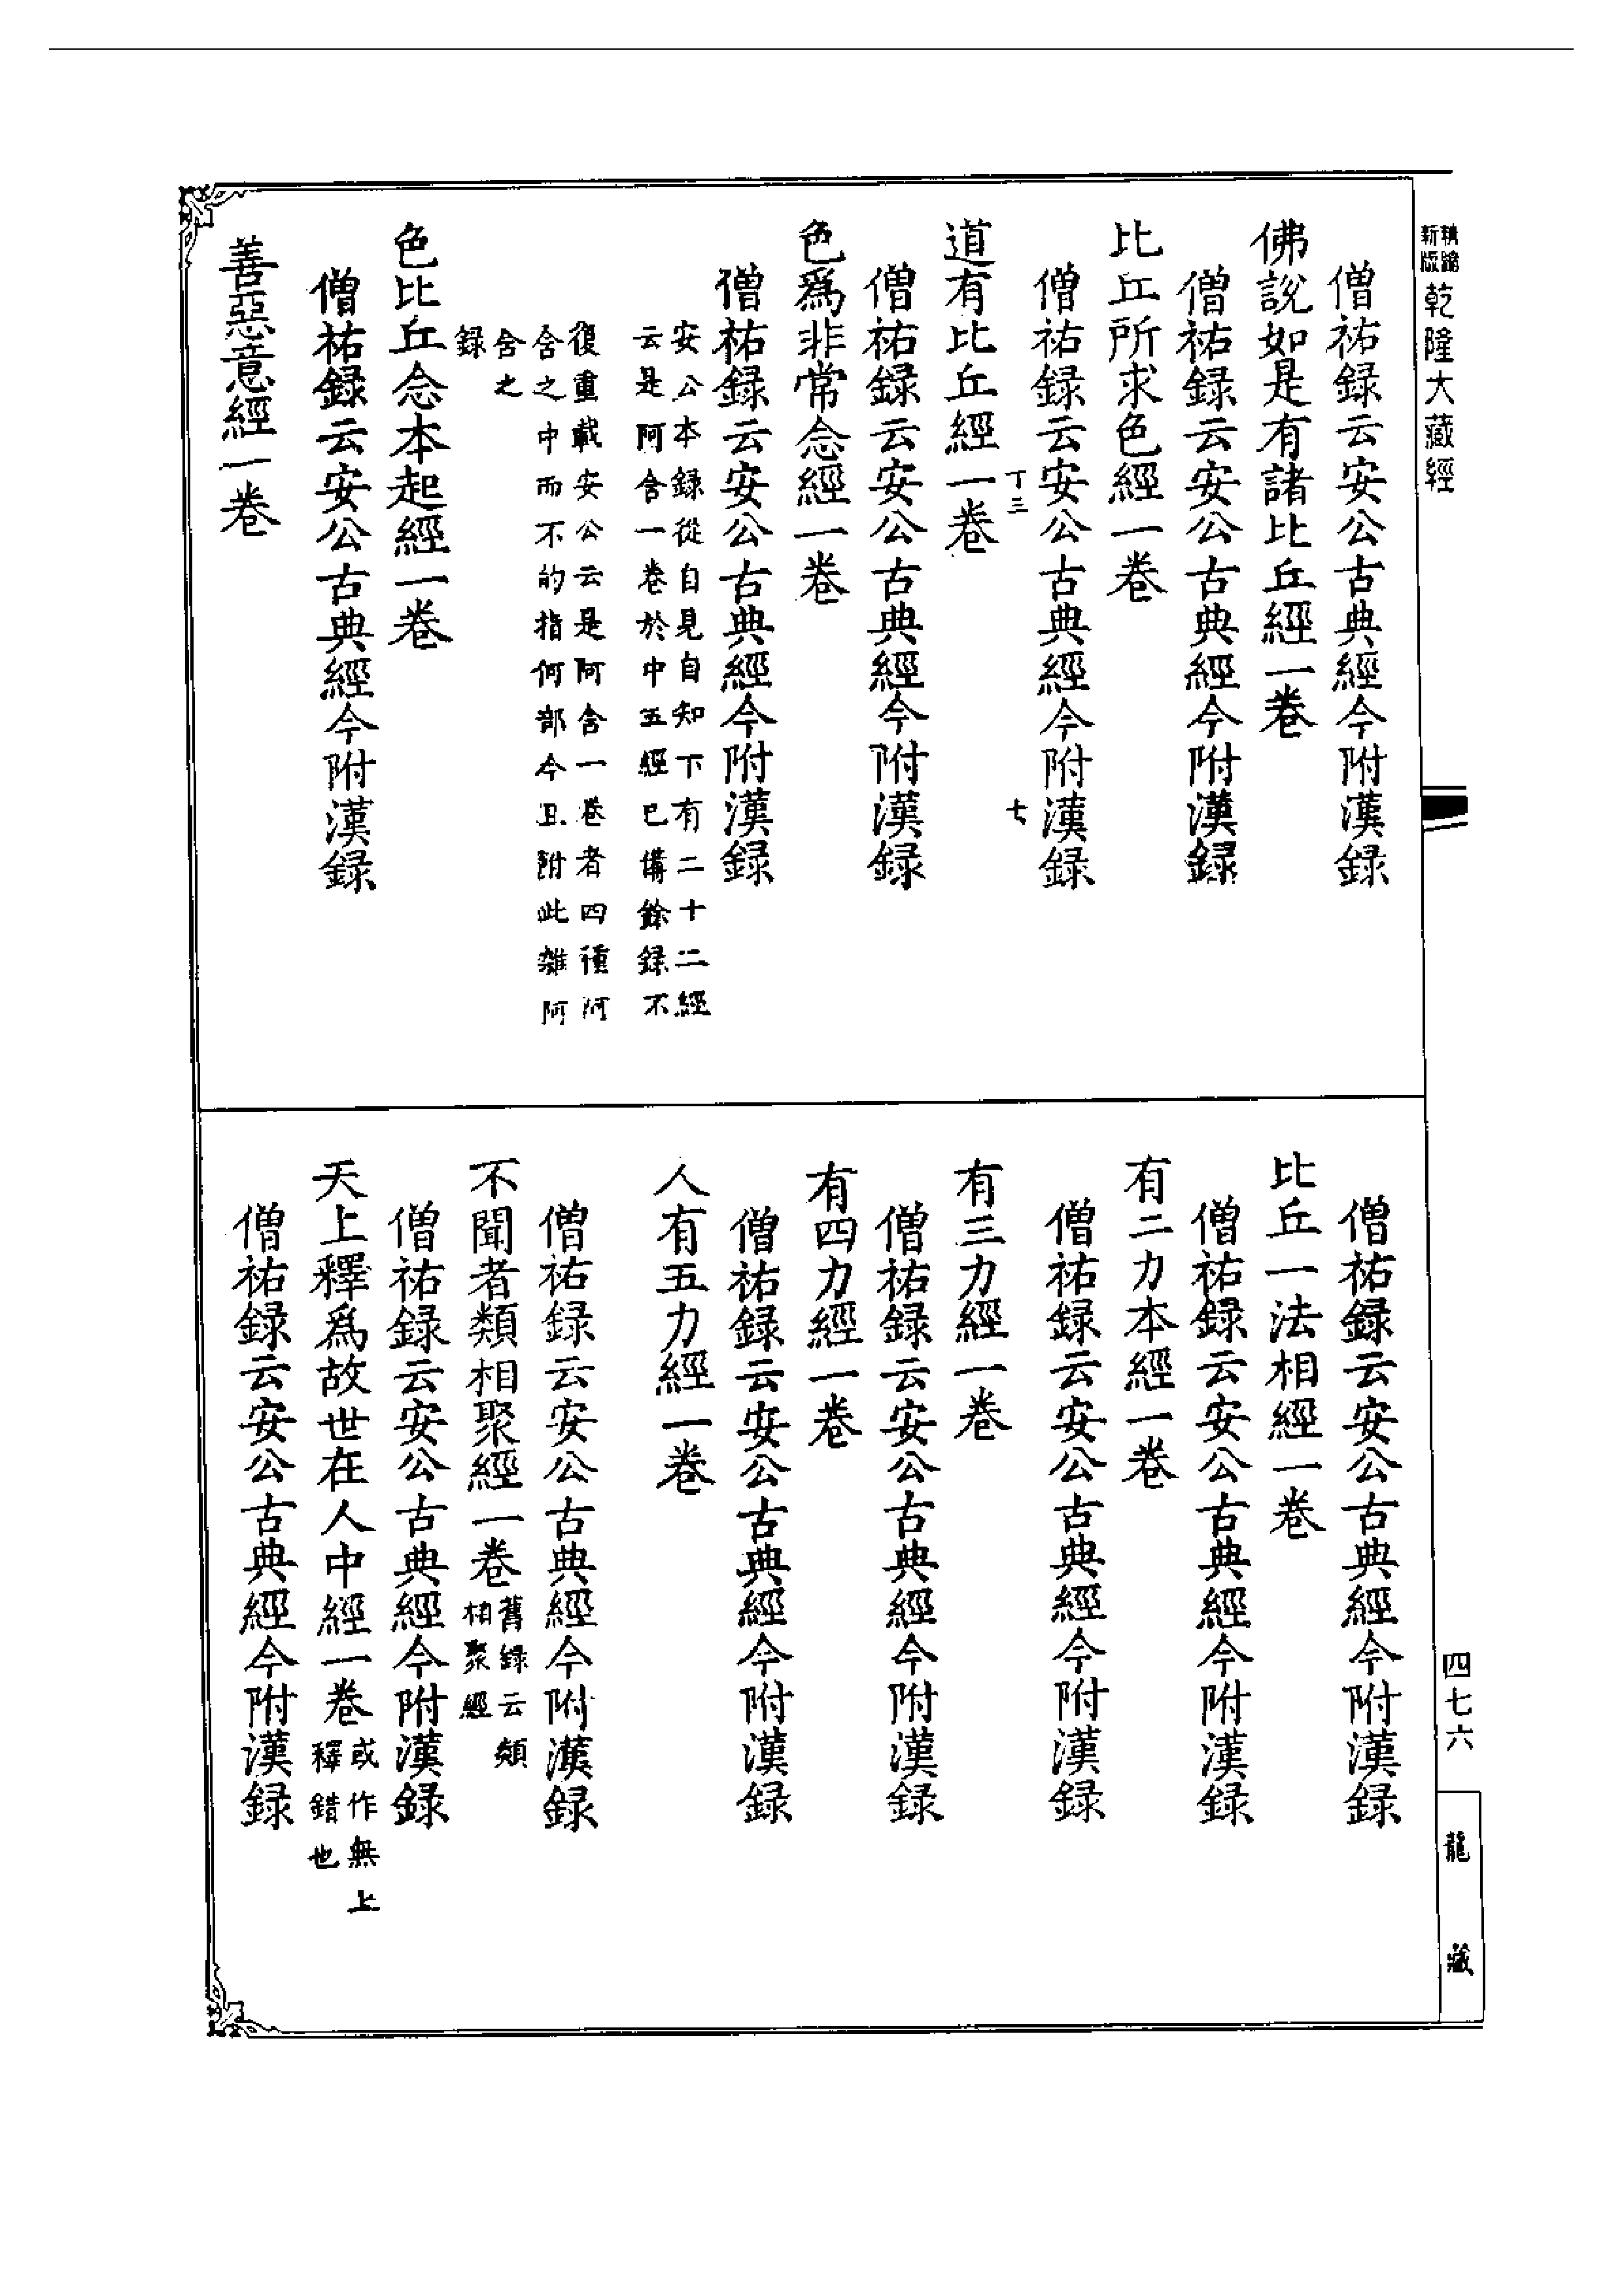 新版
乾隆大藏經
僧祐録云安公古典經今附漢録
佛説如是有諸比丘經一卷
僧祐録云安公古典經今附漢録
比丘所求色經一卷
僧祐録云安公古典經今附漢録
丁三
七
道有比丘經一卷
僧祐録云安公古典經今附漢録
色爲非常念經一卷
僧祐録云安公古典經今附漢録
安公本録從自見自知下有二十二經
云是阿含一卷於中五經已備餘録不
復重載安公云是阿含一卷者四種阿
含之中而不的指何部今且附此雜阿
含之
録
色比丘念本起經一卷
僧祐録云安公古典經今附漢録
善惡意經一卷
僧祐録云安公古典經今附漢録
比丘一法相經一卷
僧祐録云安公古典經今附漢録
有二力本經一卷
僧祐録云安公古典經今附漢録
有三力經一卷
僧祐録云安公古典經今附漢録
有四力經一卷
僧祐録云安公古典經今附漢録
人有五力經一卷
僧祐録云安公古典經今附漢録
不聞者類相聚經一卷
舊録云類
相聚經
僧祐録云安公古典經今附漢録
天上釋爲故世在人中經一卷
或作無上
釋錯也
僧祐録云安公古典經今附漢録
四七六
龍藏